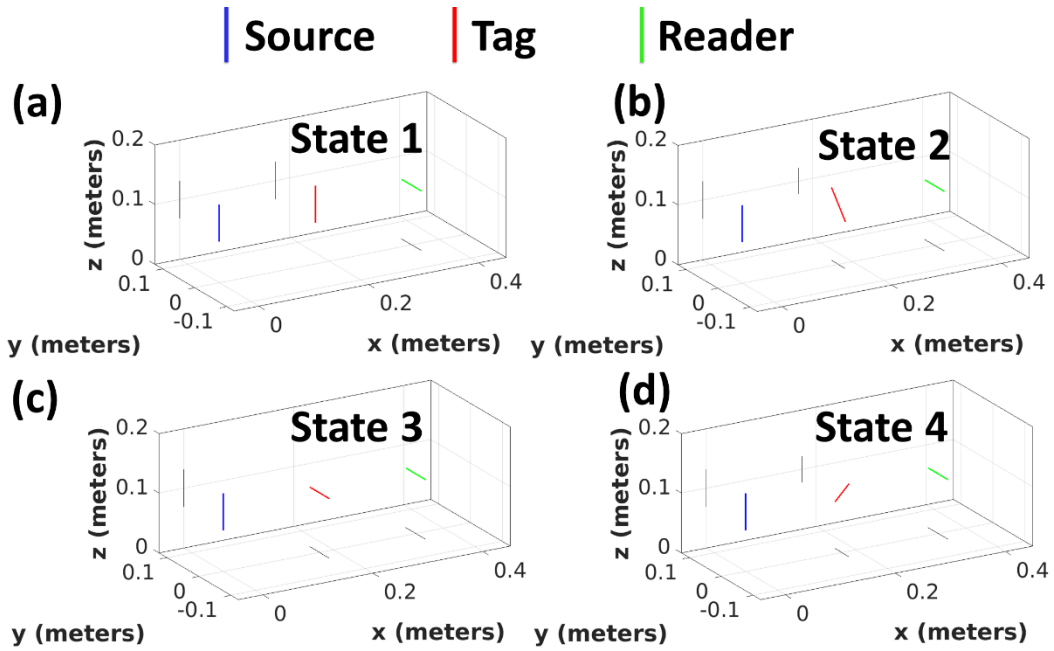 Source Tag Reader
(a)
State 1
0.2
0.1
0
0.1
0
-0.1
0
0.2
0.4
z (meters)
y (meters)
x (meters)
(b)
State 2
0.2
0.1
0
0.1
0
-0.1
0
0.2
0.4
z (meters)
y (meters)
x (meters)
(c)
State 3
0.2
0.1
0
0.1
0
-0.1
0
0.2
0.4
z (meters)
y (meters)
x (meters)
(d)
State 4
0.2
0.1
0
0.1
0
-0.1
0
0.2
0.4
z (meters)
y (meters)
x (meters)